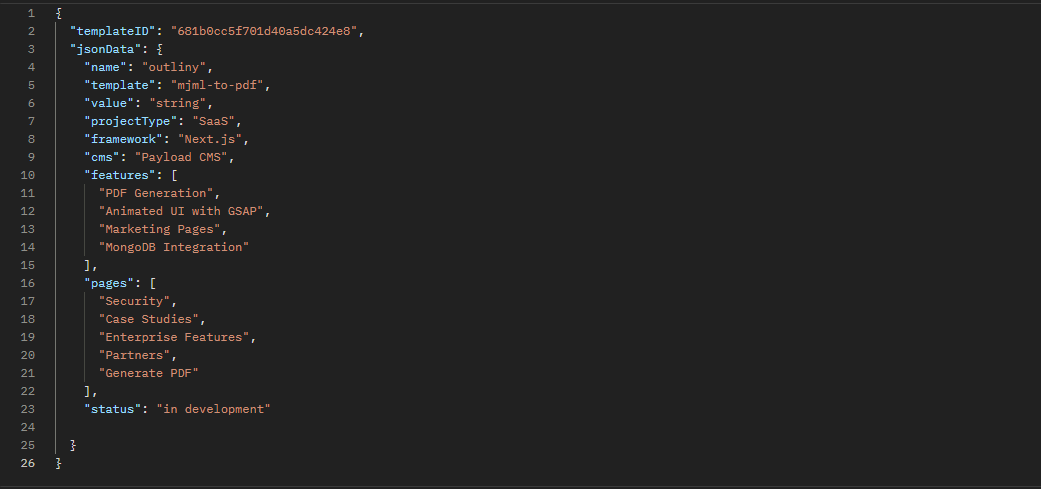 1 {
2 "templateID": "681b0cc5f701d40a5dc424e8",
3 "jsonData": {
4 "name": "outliny",
5 "template": "mjml-to-pdf",
6 "value": "string",
7 "projectType": "SaaS",
8 "framework": "Next.js",
9 "cms": "Payload CMS",
10 "features": [
11 "PDF Generation",
12 "Animated UI with GSAP",
13 "Marketing Pages",
14 "MongoDB Integration"
15 ],
16 "pages": [
17 "Security",
18 "Case Studies",
19 "Enterprise Features",
20 "Partners",
21 "Generate PDF"
22 ],
23 "status": "in development"
24
25 }
26 }